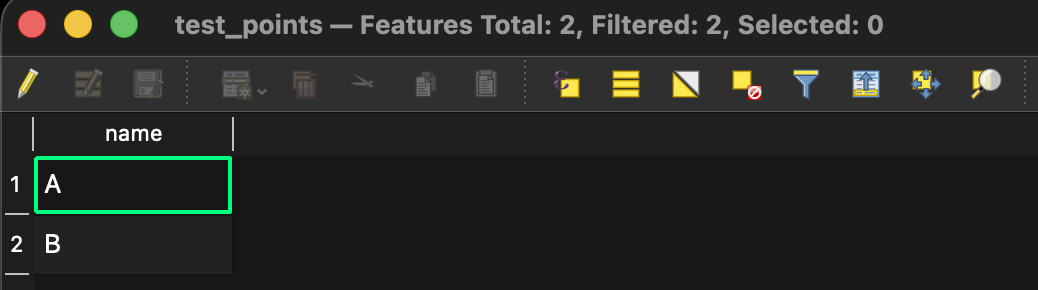 test_points — Features Total: 2, Filtered: 2, Selected: 0
name
1 A
2 B